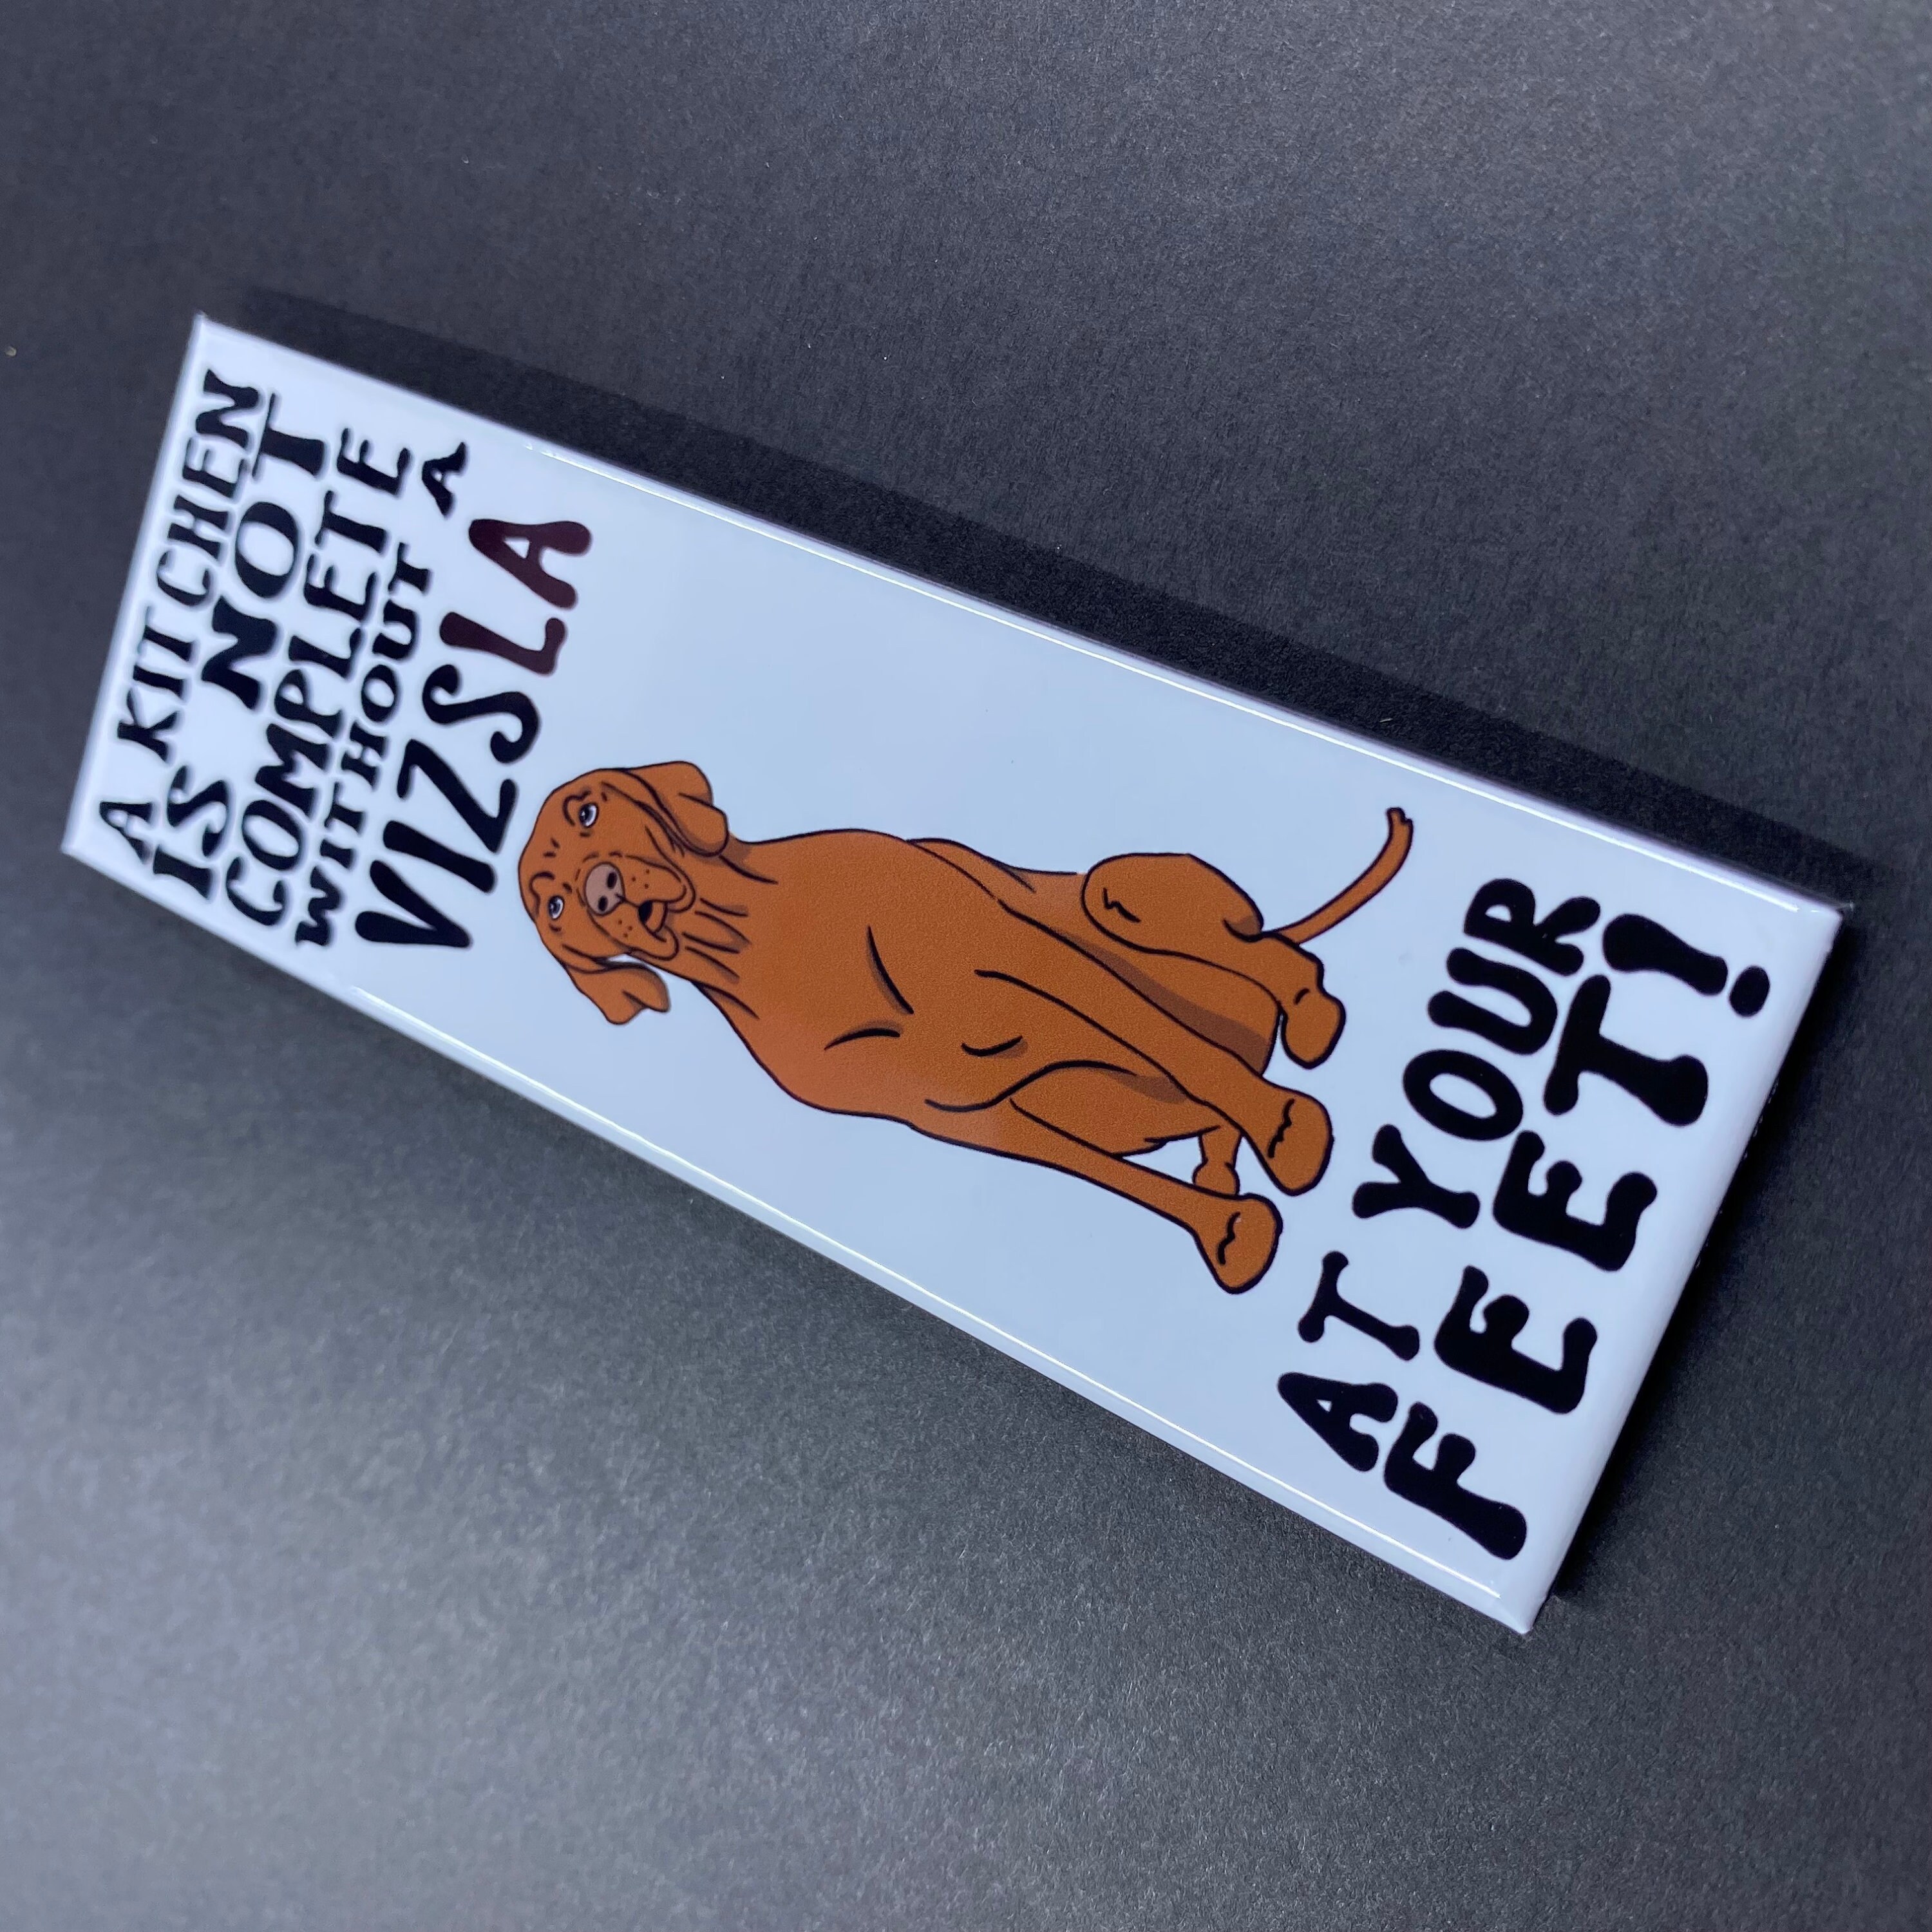 A KITCHEN
IS NOT
COMPLETE
WITHOUT A
VIZSLA
AT YOUR
FEET!